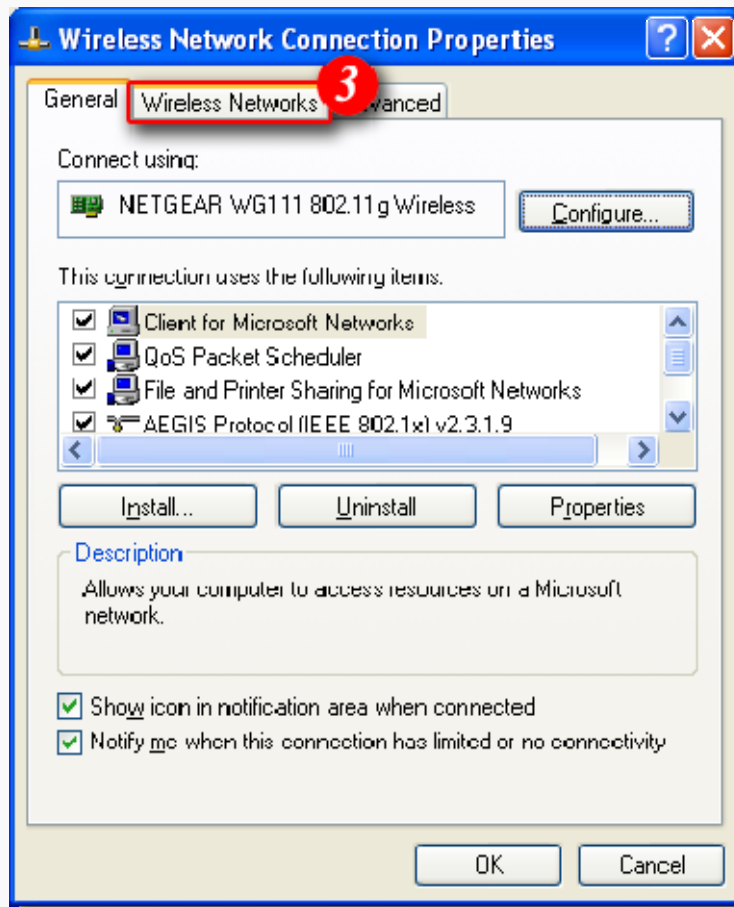 Wireless Network Connection Properties
General Wireless Networks 3 vanced
Connect using:
NETGEAR WG111 802.11g Wireless Configure...
This connection uses the following items:
Client for Microsoft Networks
QoS Packet Scheduler
File and Printer Sharing for Microsoft Networks
AEGIS Protocol (IEEE 802.1x) v2.3.1.9
Install... Uninstall Properties
Description
Allows your computer to access resources on a Microsoft
network.
Show icon in notification area when connected
Notify me when this connection has limited or no connectivity
OK Cancel